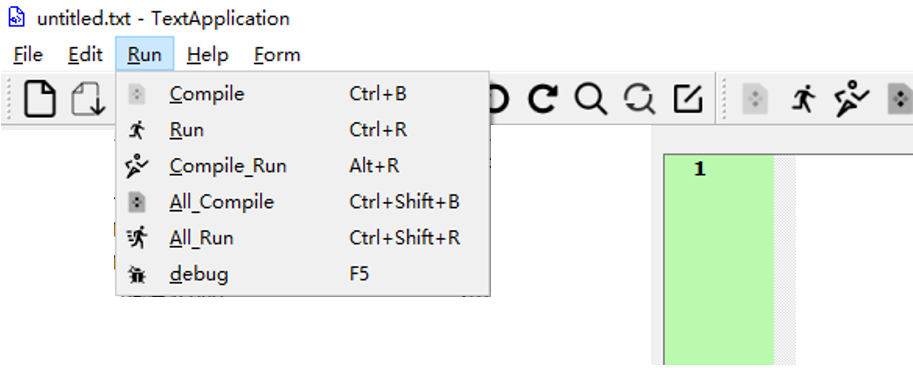 untitled.txt - TextApplication
File Edit Run Help Form
Compile Ctrl+B
Run Ctrl+R
Compile_Run Alt+R
All_Compile Ctrl+Shift+B
All_Run Ctrl+Shift+R
debug F5
1